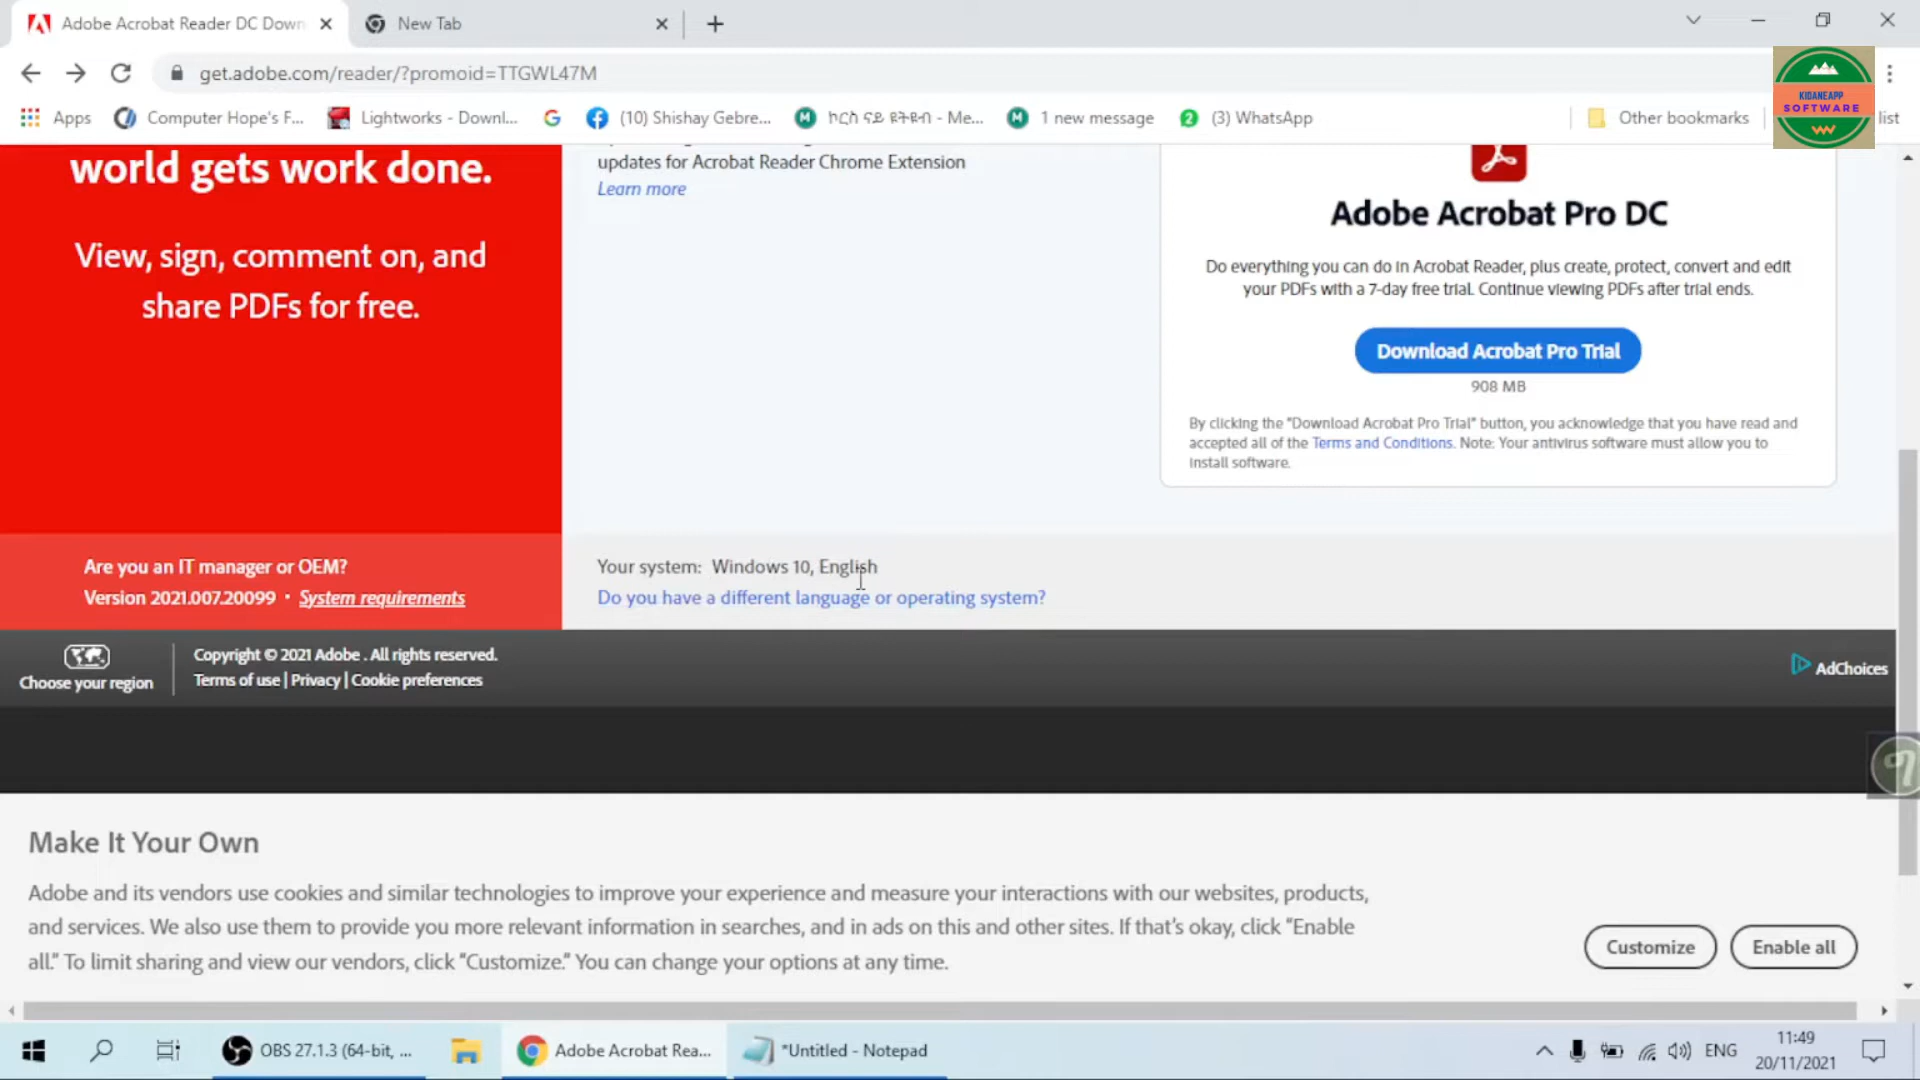 Adobe Acrobat Reader DC Down
New Tab
get.adobe.com/reader/?promoid=TTGWL47M
Apps
Computer Hope's F...
Lightworks - Downl...
(10) Shishay Gebre...
ኮርስ ናይ ዩትዩብ - Me...
1 new message
2
(3) WhatsApp
Other bookmarks
list
KIDANEAPP
SOFTWARE
world gets work done.
View, sign, comment on, and
share PDFs for free.
updates for Acrobat Reader Chrome Extension
Learn more
Adobe Acrobat Pro DC
Do everything you can do in Acrobat Reader, plus create, protect, convert and edit
your PDFs with a 7-day free trial. Continue viewing PDFs after trial ends.
Download Acrobat Pro Trial
908 MB
By clicking the "Download Acrobat Pro Trial" button, you acknowledge that you have read and
accepted all of the Terms and Conditions. Note: Your antivirus software must allow you to
install software.
Are you an IT manager or OEM?
Version 2021.007.20099 · System requirements
Your system: Windows 10, English
Do you have a different language or operating system?
Choose your region
Copyright © 2021 Adobe . All rights reserved.
Terms of use | Privacy | Cookie preferences
AdChoices
Make It Your Own
Adobe and its vendors use cookies and similar technologies to improve your experience and measure your interactions with our websites, products,
and services. We also use them to provide you more relevant information in searches, and in ads on this and other sites. If that's okay, click "Enable
all." To limit sharing and view our vendors, click "Customize." You can change your options at any time.
Customize
Enable all
OBS 27.1.3 (64-bit, ...
Adobe Acrobat Rea...
*Untitled - Notepad
ENG
11:49
20/11/2021